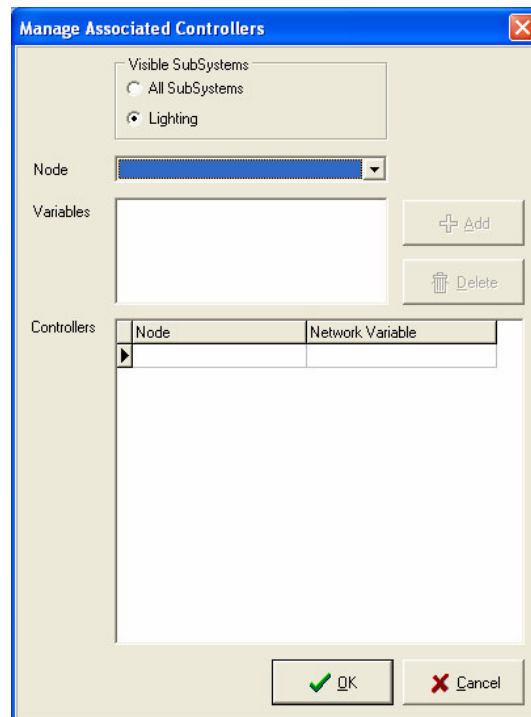 Manage Associated Controllers
Visible SubSystems
All SubSystems
Lighting
Node
Variables
Add
Delete
Controllers
Node Network Variable
OK Cancel